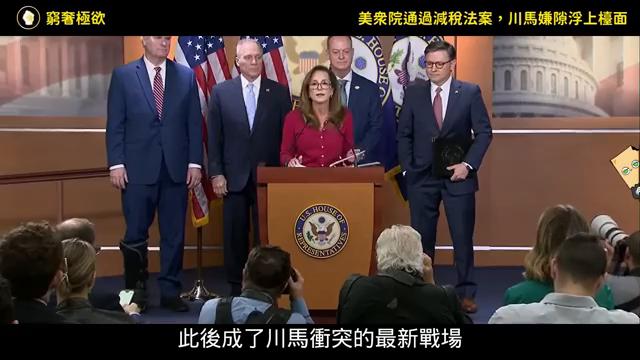 窮奢極欲
美衆院通過減稅法案,川馬嫌隙浮上檯面
U.S. HOUSE OF
REPRESENTATIVES
此後成了川馬衝突的最新戰場